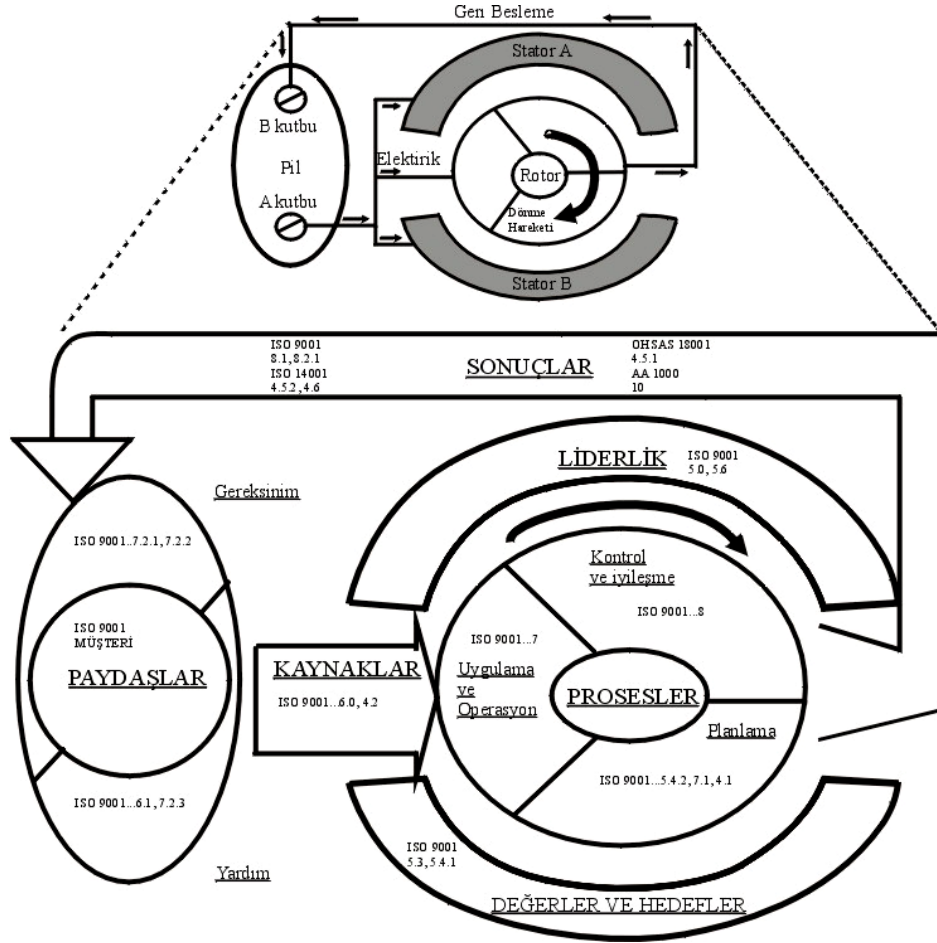 Geri Besleme
Stator A
B kutbu
Pil
Elektirik
A kutbu
Rotor
Dönme
Hareketi
Stator B
ISO 9001
8.1, 8.2.1
ISO 14001
4.5.2, 4.6
SONUÇLAR
OHSAS 18001
4.5.1
AA 1000
10
LİDERLİK
ISO 9001
5.0, 5.6
Gereksinim
ISO 9001..7.2.1, 7.2.2
Kontrol
ve iyileşme
ISO 9001...8
ISO 9001
MÜŞTERİ
PAYDAŞLAR
KAYNAKLAR
ISO 9001...6.0, 4.2
ISO 9001...7
Uygulama
ve
Operasyon
PROSESLER
Planlama
ISO 9001...5.4.2, 7.1, 4.1
ISO 9001...6.1, 7.2.3
Yardım
ISO 9001
5.3, 5.4.1
DEĞERLER VE HEDEFLER